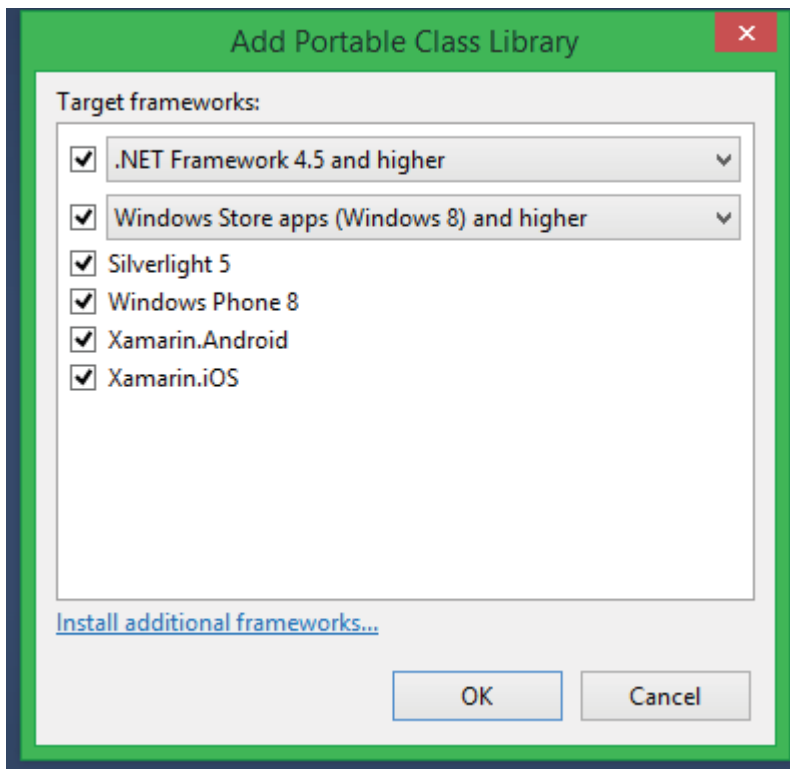 Add Portable Class Library
Target frameworks:
.NET Framework 4.5 and higher
Windows Store apps (Windows 8) and higher
Silverlight 5
Windows Phone 8
Xamarin.Android
Xamarin.iOS
Install additional frameworks...
OK
Cancel